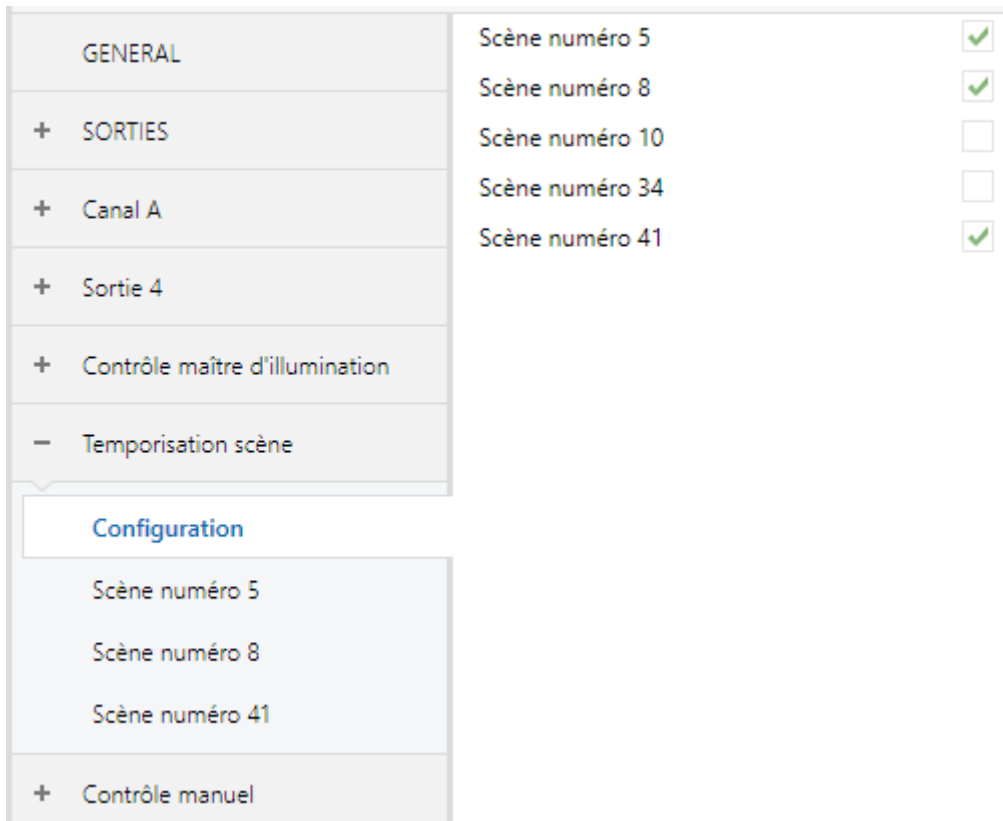 GENERAL
+ SORTIES
+ Canal A
+ Sortie 4
+ Contrôle maître d'illumination
− Temporisation scène
Configuration
Scène numéro 5
Scène numéro 8
Scène numéro 41
+ Contrôle manuel
Scène numéro 5
Scène numéro 8
Scène numéro 10
Scène numéro 34
Scène numéro 41